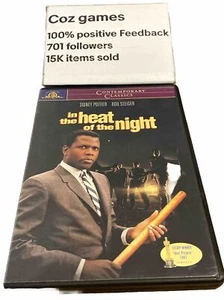 Coz games
100% positive Feedback
701 followers
15K items sold
CONTEMPORARY
CLASSICS
SIDNEY POITIER ROD STEIGER
in
the heat
of the night